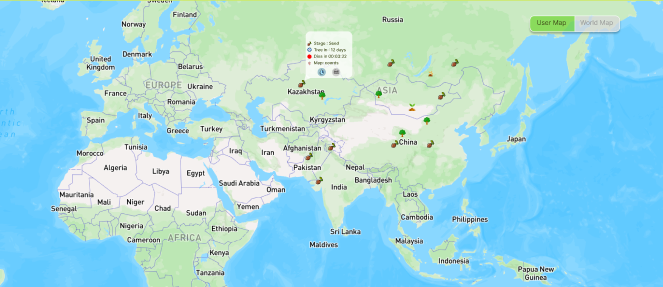 Iceland
Sweden
Finland
Norway
Russia
User Map
World Map
Stage : Seed
Tree in : 12 days
Dies in 00:03:32
Denmark
United
Kingdom
Belarus
EUROPE
Ukraine
France
Romania
Kazakhstan
ASIA
Spain
Italy
Greece
Turkey
Turkmenistan
Kyrgyzstan
Japan
China
Morocco
Tunisia
Iraq
Iran
Afghanistan
Algeria
Libya
Egypt
Pakistan
Nepal
Bangladesh
Saudi Arabia
Oman
India
Laos
Mauritania
Mali
Niger
Chad
Sudan
Yemen
Senegal
Nigeria
Ethiopia
Cambodia
Philippines
Cameroon
AFRICA
Kenya
Sri Lanka
Maldives
Malaysia
Indonesia
Tanzania
Papua New
Guinea